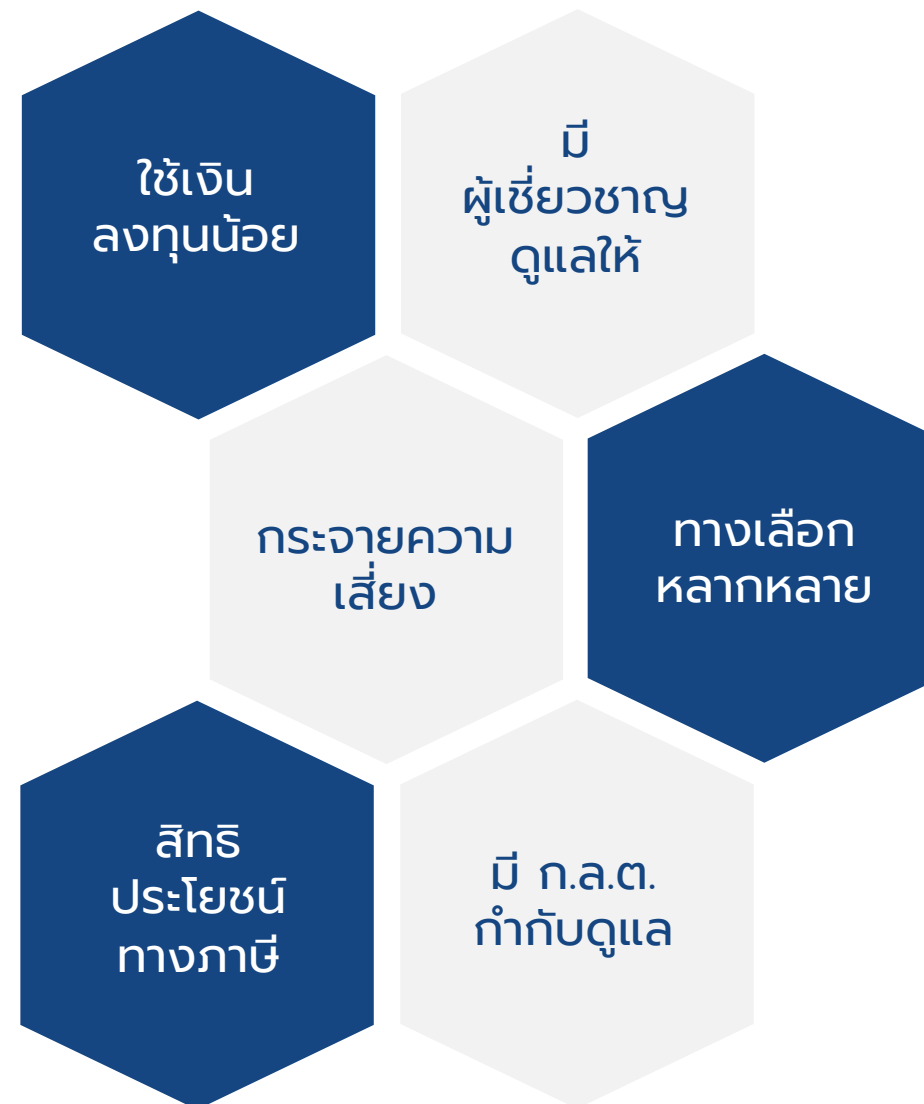 ใช้เงิน
ลงทุนน้อย
มี
ผู้เชี่ยวชาญ
ดูแลให้
กระจายความ
เสี่ยง
ทางเลือก
หลากหลาย
สิทธิ
ประโยชน์
ทางภาษี
มี ก.ล.ต.
กำกับดูแล